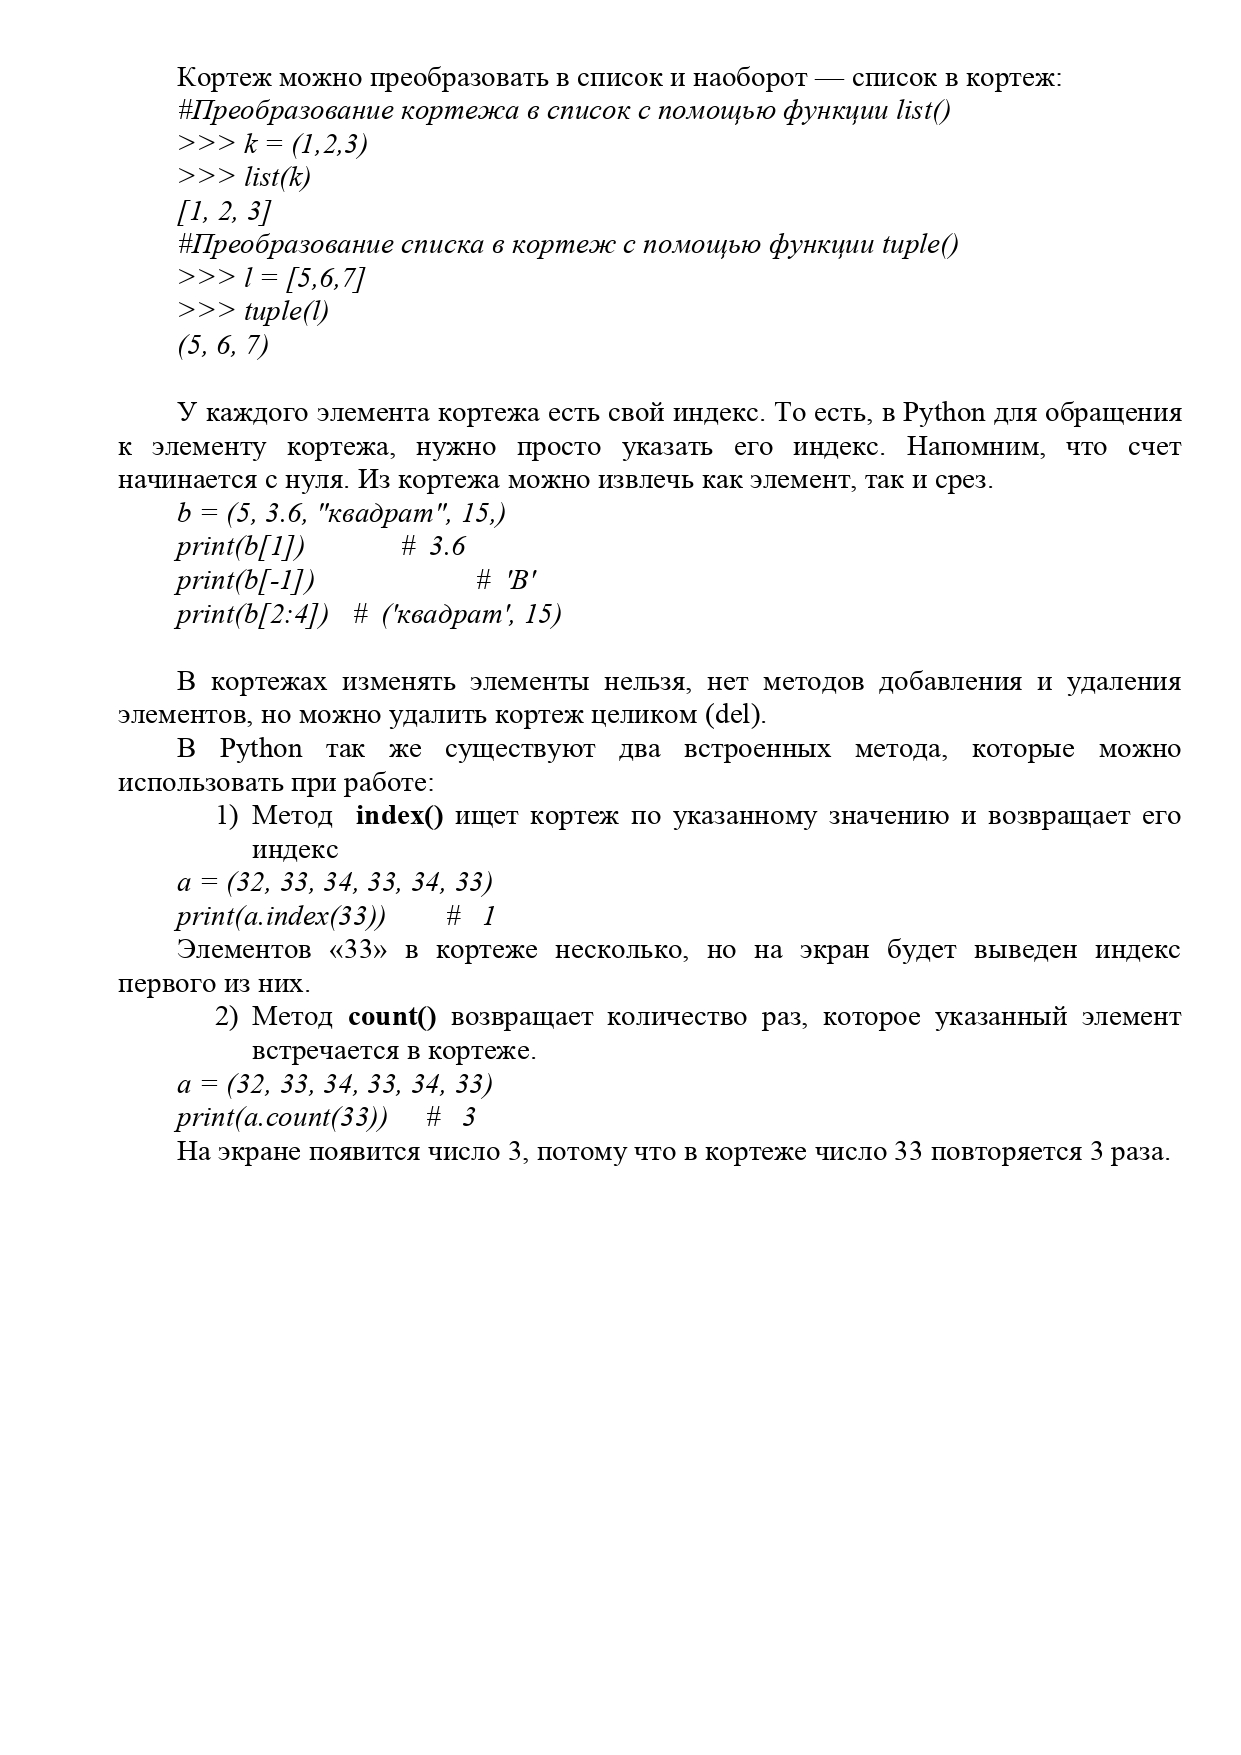 Кортеж можно преобразовать в список и наоборот — список в кортеж:
#Преобразование кортежа в список с помощью функции list()
>>> k = (1,2,3)
>>> list(k)
[1, 2, 3]
#Преобразование списка в кортеж с помощью функции tuple()
>>> l = [5,6,7]
>>> tuple(l)
(5, 6, 7)
У каждого элемента кортежа есть свой индекс. То есть, в Python для обращения
к элементу кортежа, нужно просто указать его индекс. Напомним, что счет
начинается с нуля. Из кортежа можно извлечь как элемент, так и срез.
b = (5, 3.6, "квадрат", 15,)
print(b[1]) # 3.6
print(b[-1]) # 'B'
print(b[2:4]) # ('квадрат', 15)
В кортежах изменять элементы нельзя, нет методов добавления и удаления
элементов, но можно удалить кортеж целиком (del).
В Python так же существуют два встроенных метода, которые можно
использовать при работе:
1) Метод index() ищет кортеж по указанному значению и возвращает его
индекс
a = (32, 33, 34, 33, 34, 33)
print(a.index(33)) # 1
Элементов «33» в кортеже несколько, но на экран будет выведен индекс
первого из них.
2) Метод count() возвращает количество раз, которое указанный элемент
встречается в кортеже.
a = (32, 33, 34, 33, 34, 33)
print(a.count(33)) # 3
На экране появится число 3, потому что в кортеже число 33 повторяется 3 раза.